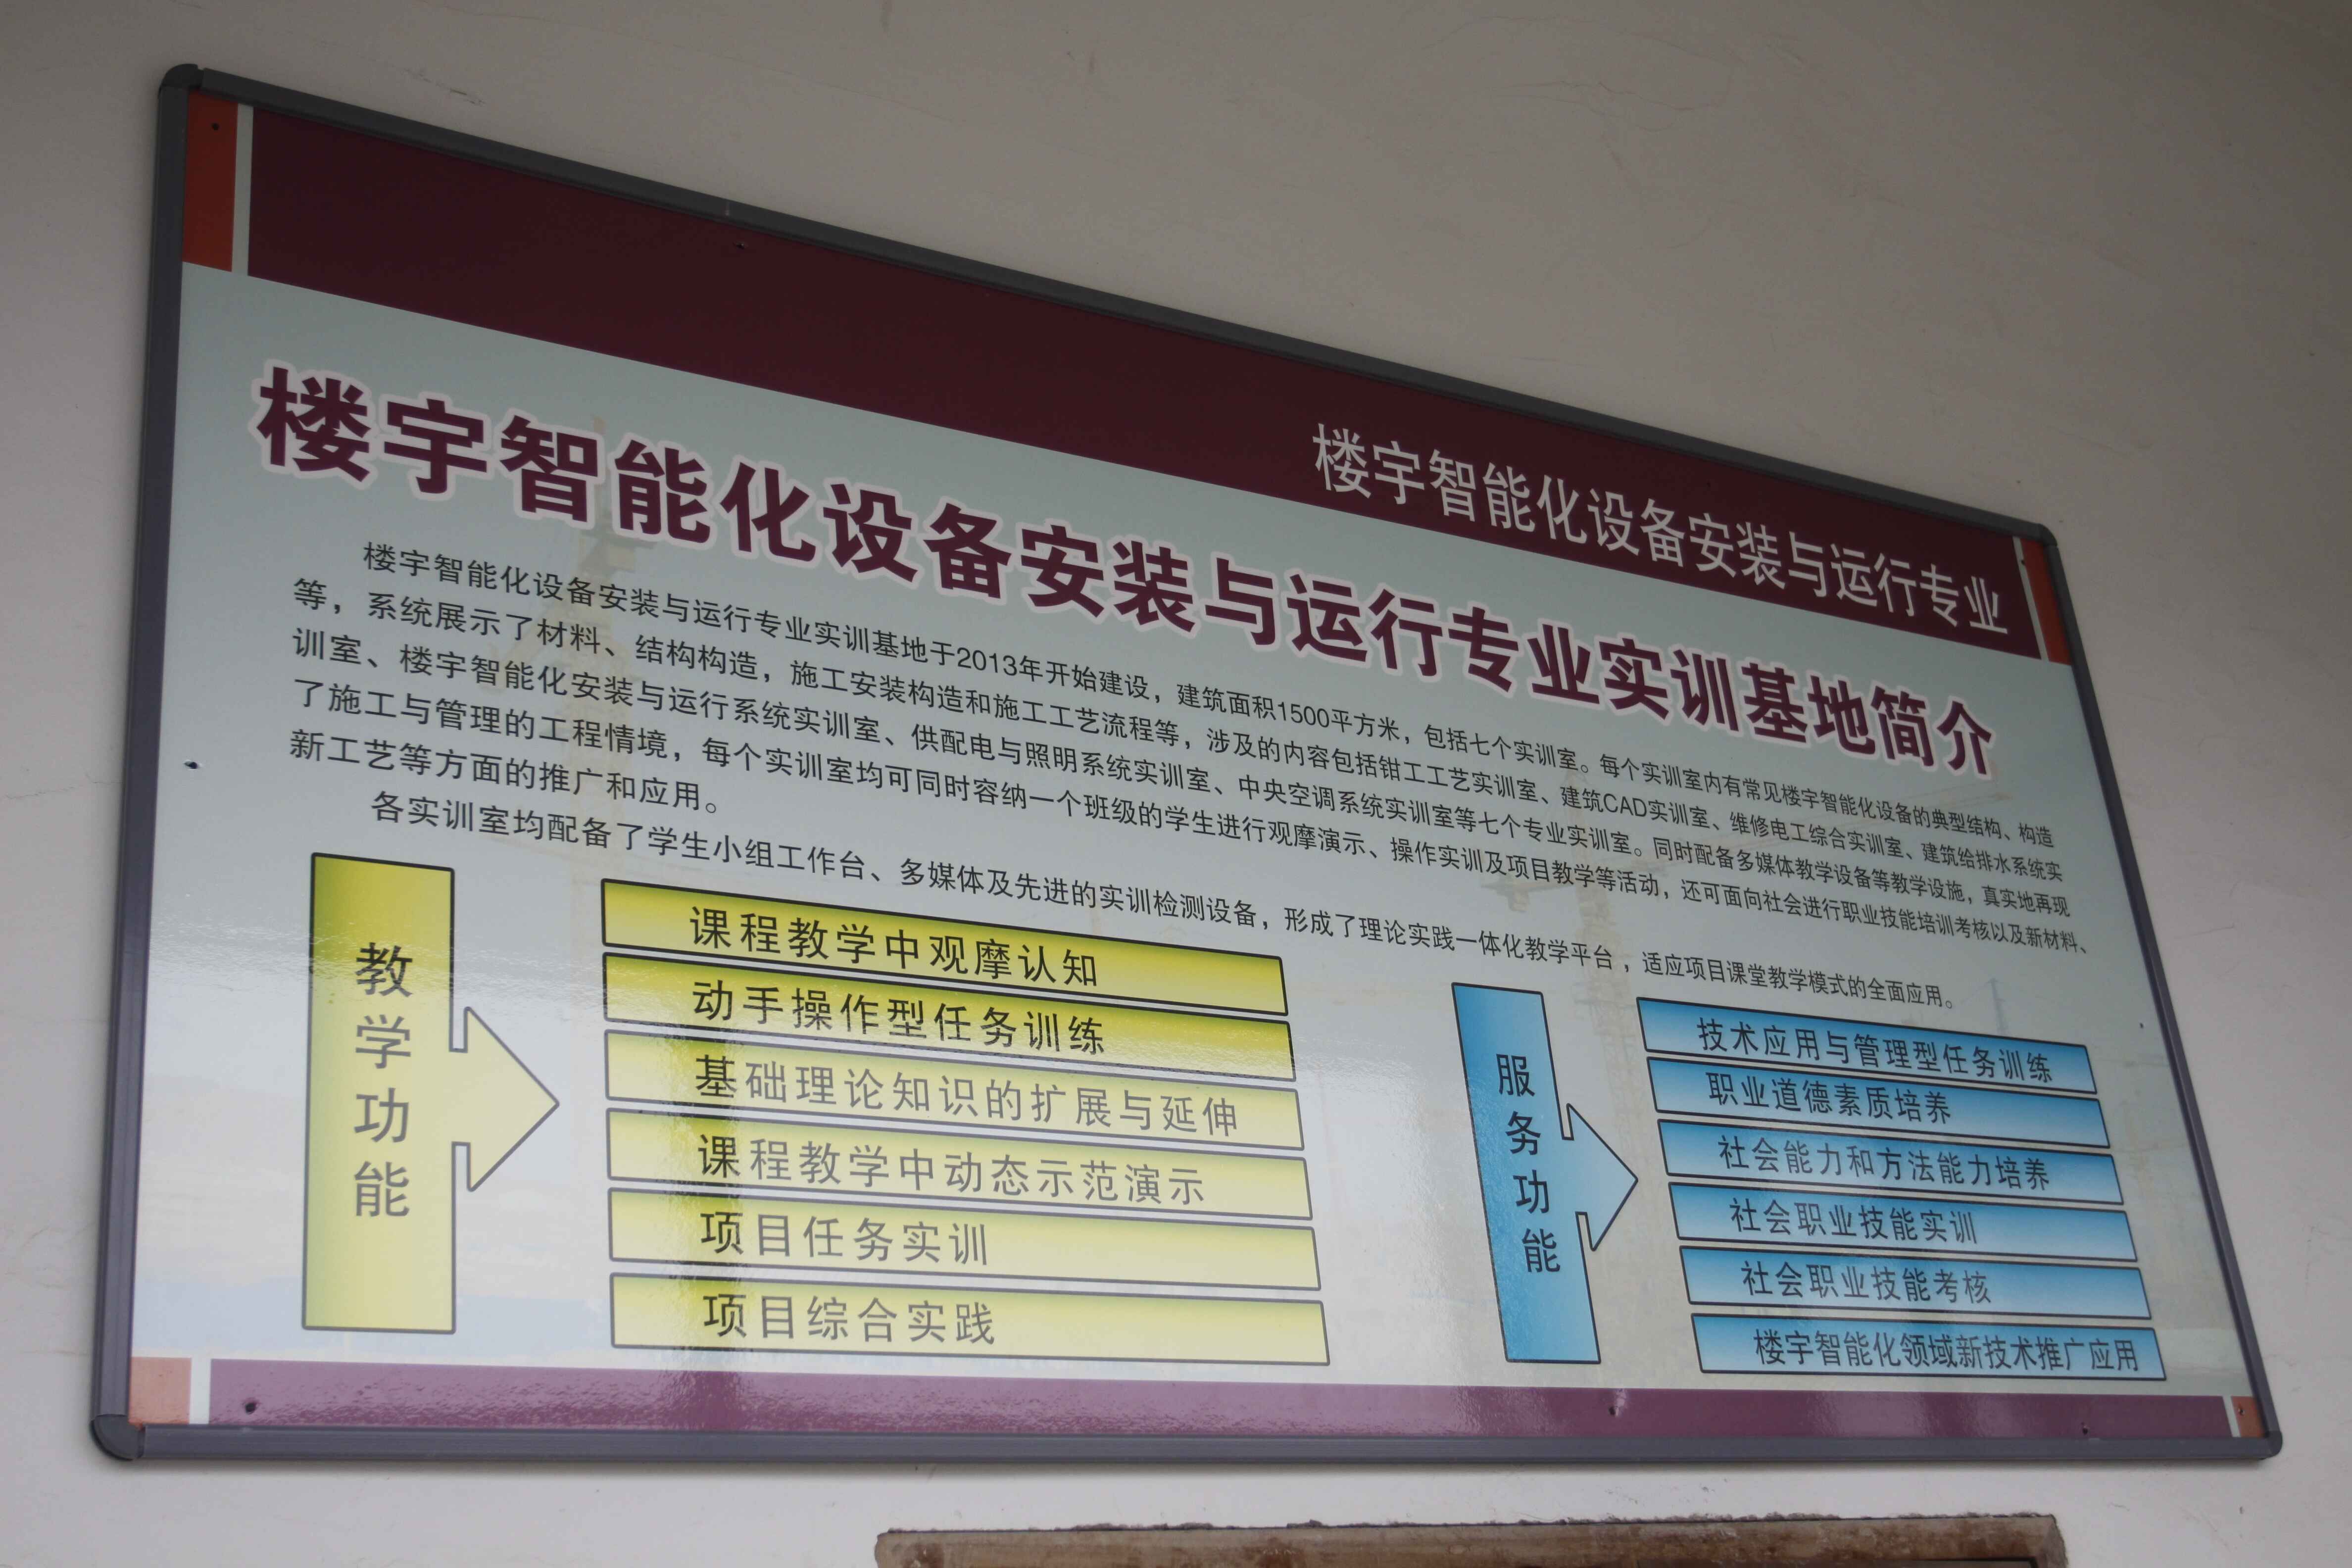 楼宇智能化设备安装与运行专业
楼宇智能化设备安装与运行专业实训基地简介
楼宇智能化设备安装与运行专业实训基地于2013年开始建设，建筑面积1500平方米，包括七个实训室。每个实训室内有常见楼宇智能化设备的典型结构、构造
等，系统展示了材料、结构构造，施工安装构造和施工工艺流程等，涉及的内容包括钳工工艺实训室、建筑CAD实训室、维修电工综合实训室、建筑给排水系统实
训室、楼宇智能化安装与运行系统实训室、供配电与照明系统实训室、中央空调系统实训室等七个专业实训室。同时配备多媒体教学设备等教学设施，真实地再现
了施工与管理的工程情境，每个实训室均可同时容纳一个班级的学生进行观摩演示、操作实训及项目教学等活动，还可面向社会进行职业技能培训考核以及新材料、
新工艺等方面的推广和应用。
各实训室均配备了学生小组工作台、多媒体及先进的实训检测设备，形成了理论实践一体化教学平台，适应项目课堂教学模式的全面应用。
教学功能
课程教学中观摩认知
动手操作型任务训练
基础理论知识的扩展与延伸
课程教学中动态示范演示
项目任务实训
项目综合实践
服务功能
技术应用与管理型任务训练
职业道德素质培养
社会能力和方法能力培养
社会职业技能实训
社会职业技能考核
楼宇智能化领域新技术推广应用